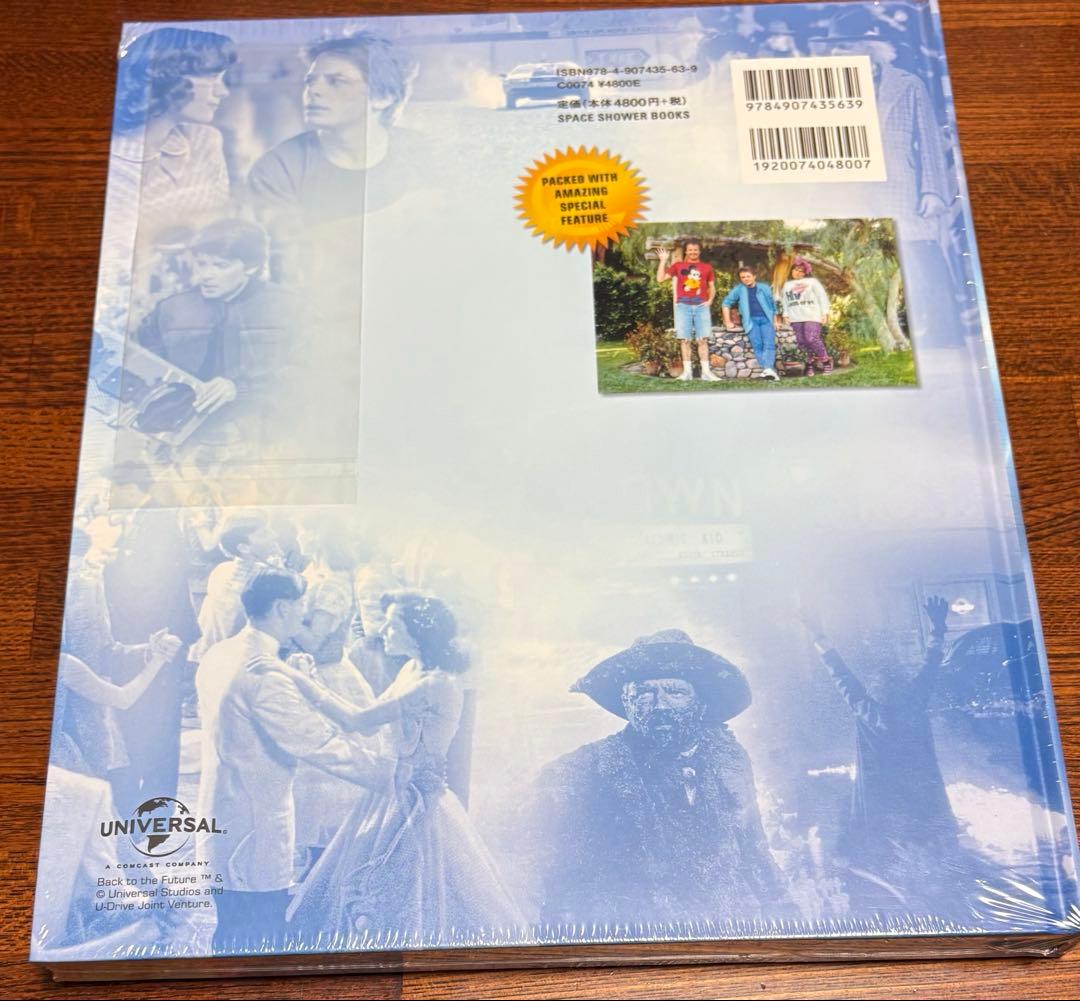 ISBN978-4-907435-63-9
C0074 ¥4800E
定価(本体4800円+税)
SPACE SHOWER BOOKS
9784907435639
1920074048007
PACKED WITH
AMAZING
SPECIAL
FEATURE
UNIVERSAL
A COMCAST COMPANY
Back to the Future ™ &
© Universal Studios and
U-Drive Joint Venture.